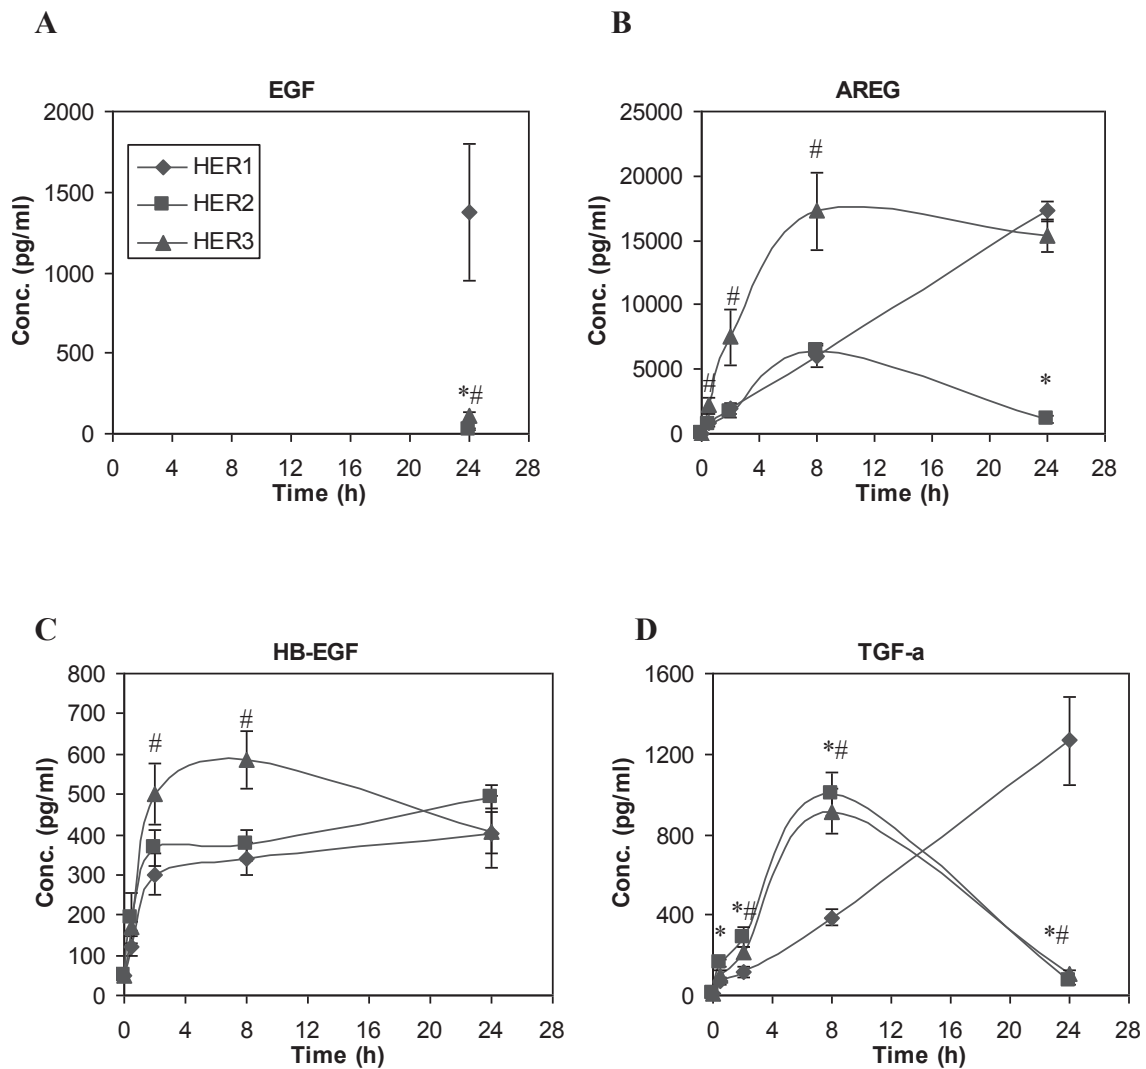 A
B
EGF
AREG
2000
1500
1000
500
0
Conc. (pg/ml)
HER1
HER2
HER3
*#
0 4 8 12 16 20 24 28
Time (h)
25000
20000
15000
10000
5000
0
Conc. (pg/ml)
#
#
#
*
0 4 8 12 16 20 24 28
Time (h)
C
D
HB-EGF
TGF-a
800
700
600
500
400
300
200
100
0
Conc. (pg/ml)
#
#
0 4 8 12 16 20 24 28
Time (h)
1600
1200
800
400
0
Conc. (pg/ml)
*
*#
*#
*#
0 4 8 12 16 20 24 28
Time (h)